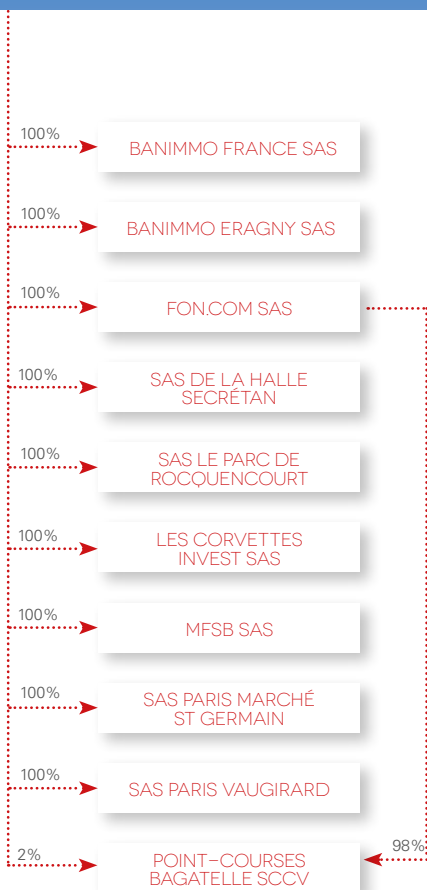 100%
BANIMMO FRANCE SAS
100%
BANIMMO ERAGNY SAS
100%
FON.COM SAS
100%
SAS DE LA HALLE
SECRÉTAN
100%
SAS LE PARC DE
ROCQUENCOURT
100%
LES CORVETTES
INVEST SAS
100%
MFSB SAS
100%
SAS PARIS MARCHÉ
ST GERMAIN
100%
SAS PARIS VAUGIRARD
2%
POINT-COURSES
BAGATELLE SCCV
98%